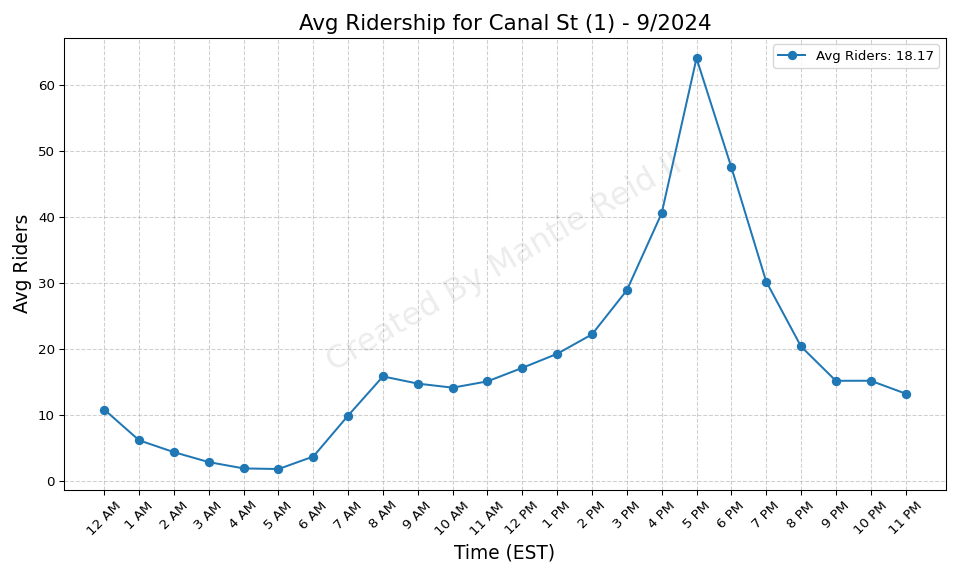 Avg Ridership for Canal St (1) - 9/2024
Avg Riders: 18.17
60
50
40
30
20
10
0
Avg Riders
Created By Mantle Reid II
12 AM
1 AM
2 AM
3 AM
4 AM
5 AM
6 AM
7 AM
8 AM
9 AM
10 AM
11 AM
12 PM
1 PM
2 PM
3 PM
4 PM
5 PM
6 PM
7 PM
8 PM
9 PM
10 PM
11 PM
Time (EST)